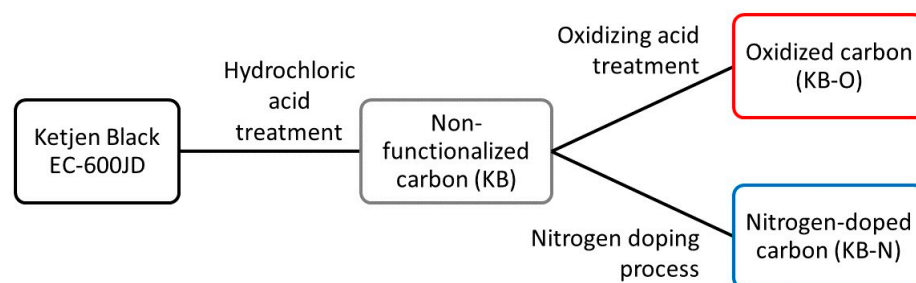 Ketjen Black
EC-600JD
Hydrochloric
acid
treatment
Non-
functionalized
carbon (KB)
Oxidizing acid
treatment
Oxidized carbon
(KB-O)
Nitrogen doping
process
Nitrogen-doped
carbon (KB-N)